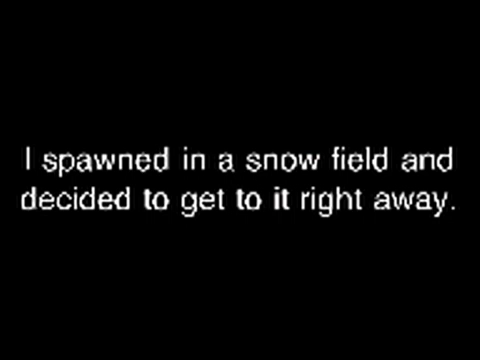 I spawned in a snow field and
decided to get to it right away.